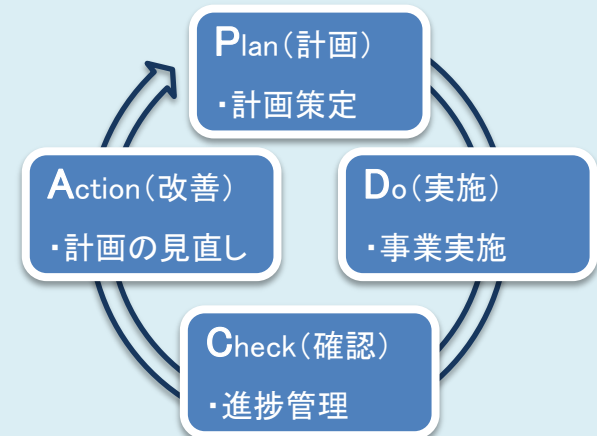 Plan（計画）
・計画策定
Do（実施）
・事業実施
Check（確認）
・進捗管理
Action（改善）
・計画の見直し